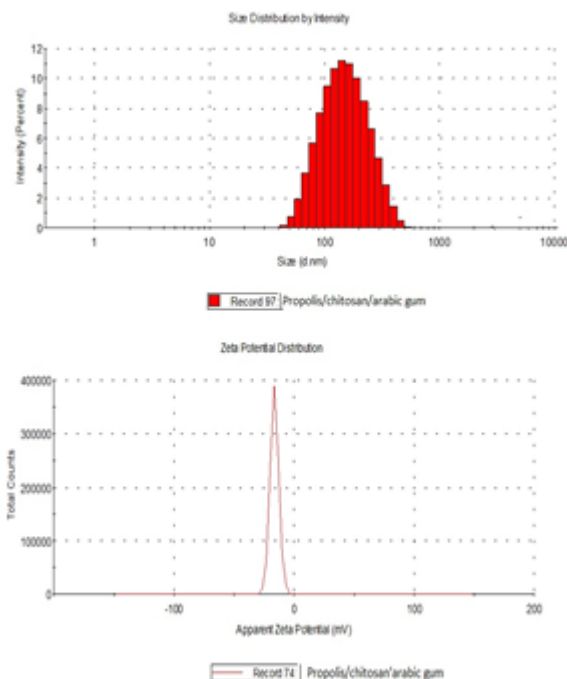 Size Distribution by Intensity
Intensity (Percent)
12
10
8
6
4
2
0
1 10 100 1000 10000
Size (d.nm)
Record 97 Propolis/chitosan/arabic gum
Zeta Potential Distribution
Total Counts
400000
300000
200000
100000
0
-100 0 100 200
Apparent Zeta Potential (mV)
Record 74 Propolis/chitosan'arabic gum